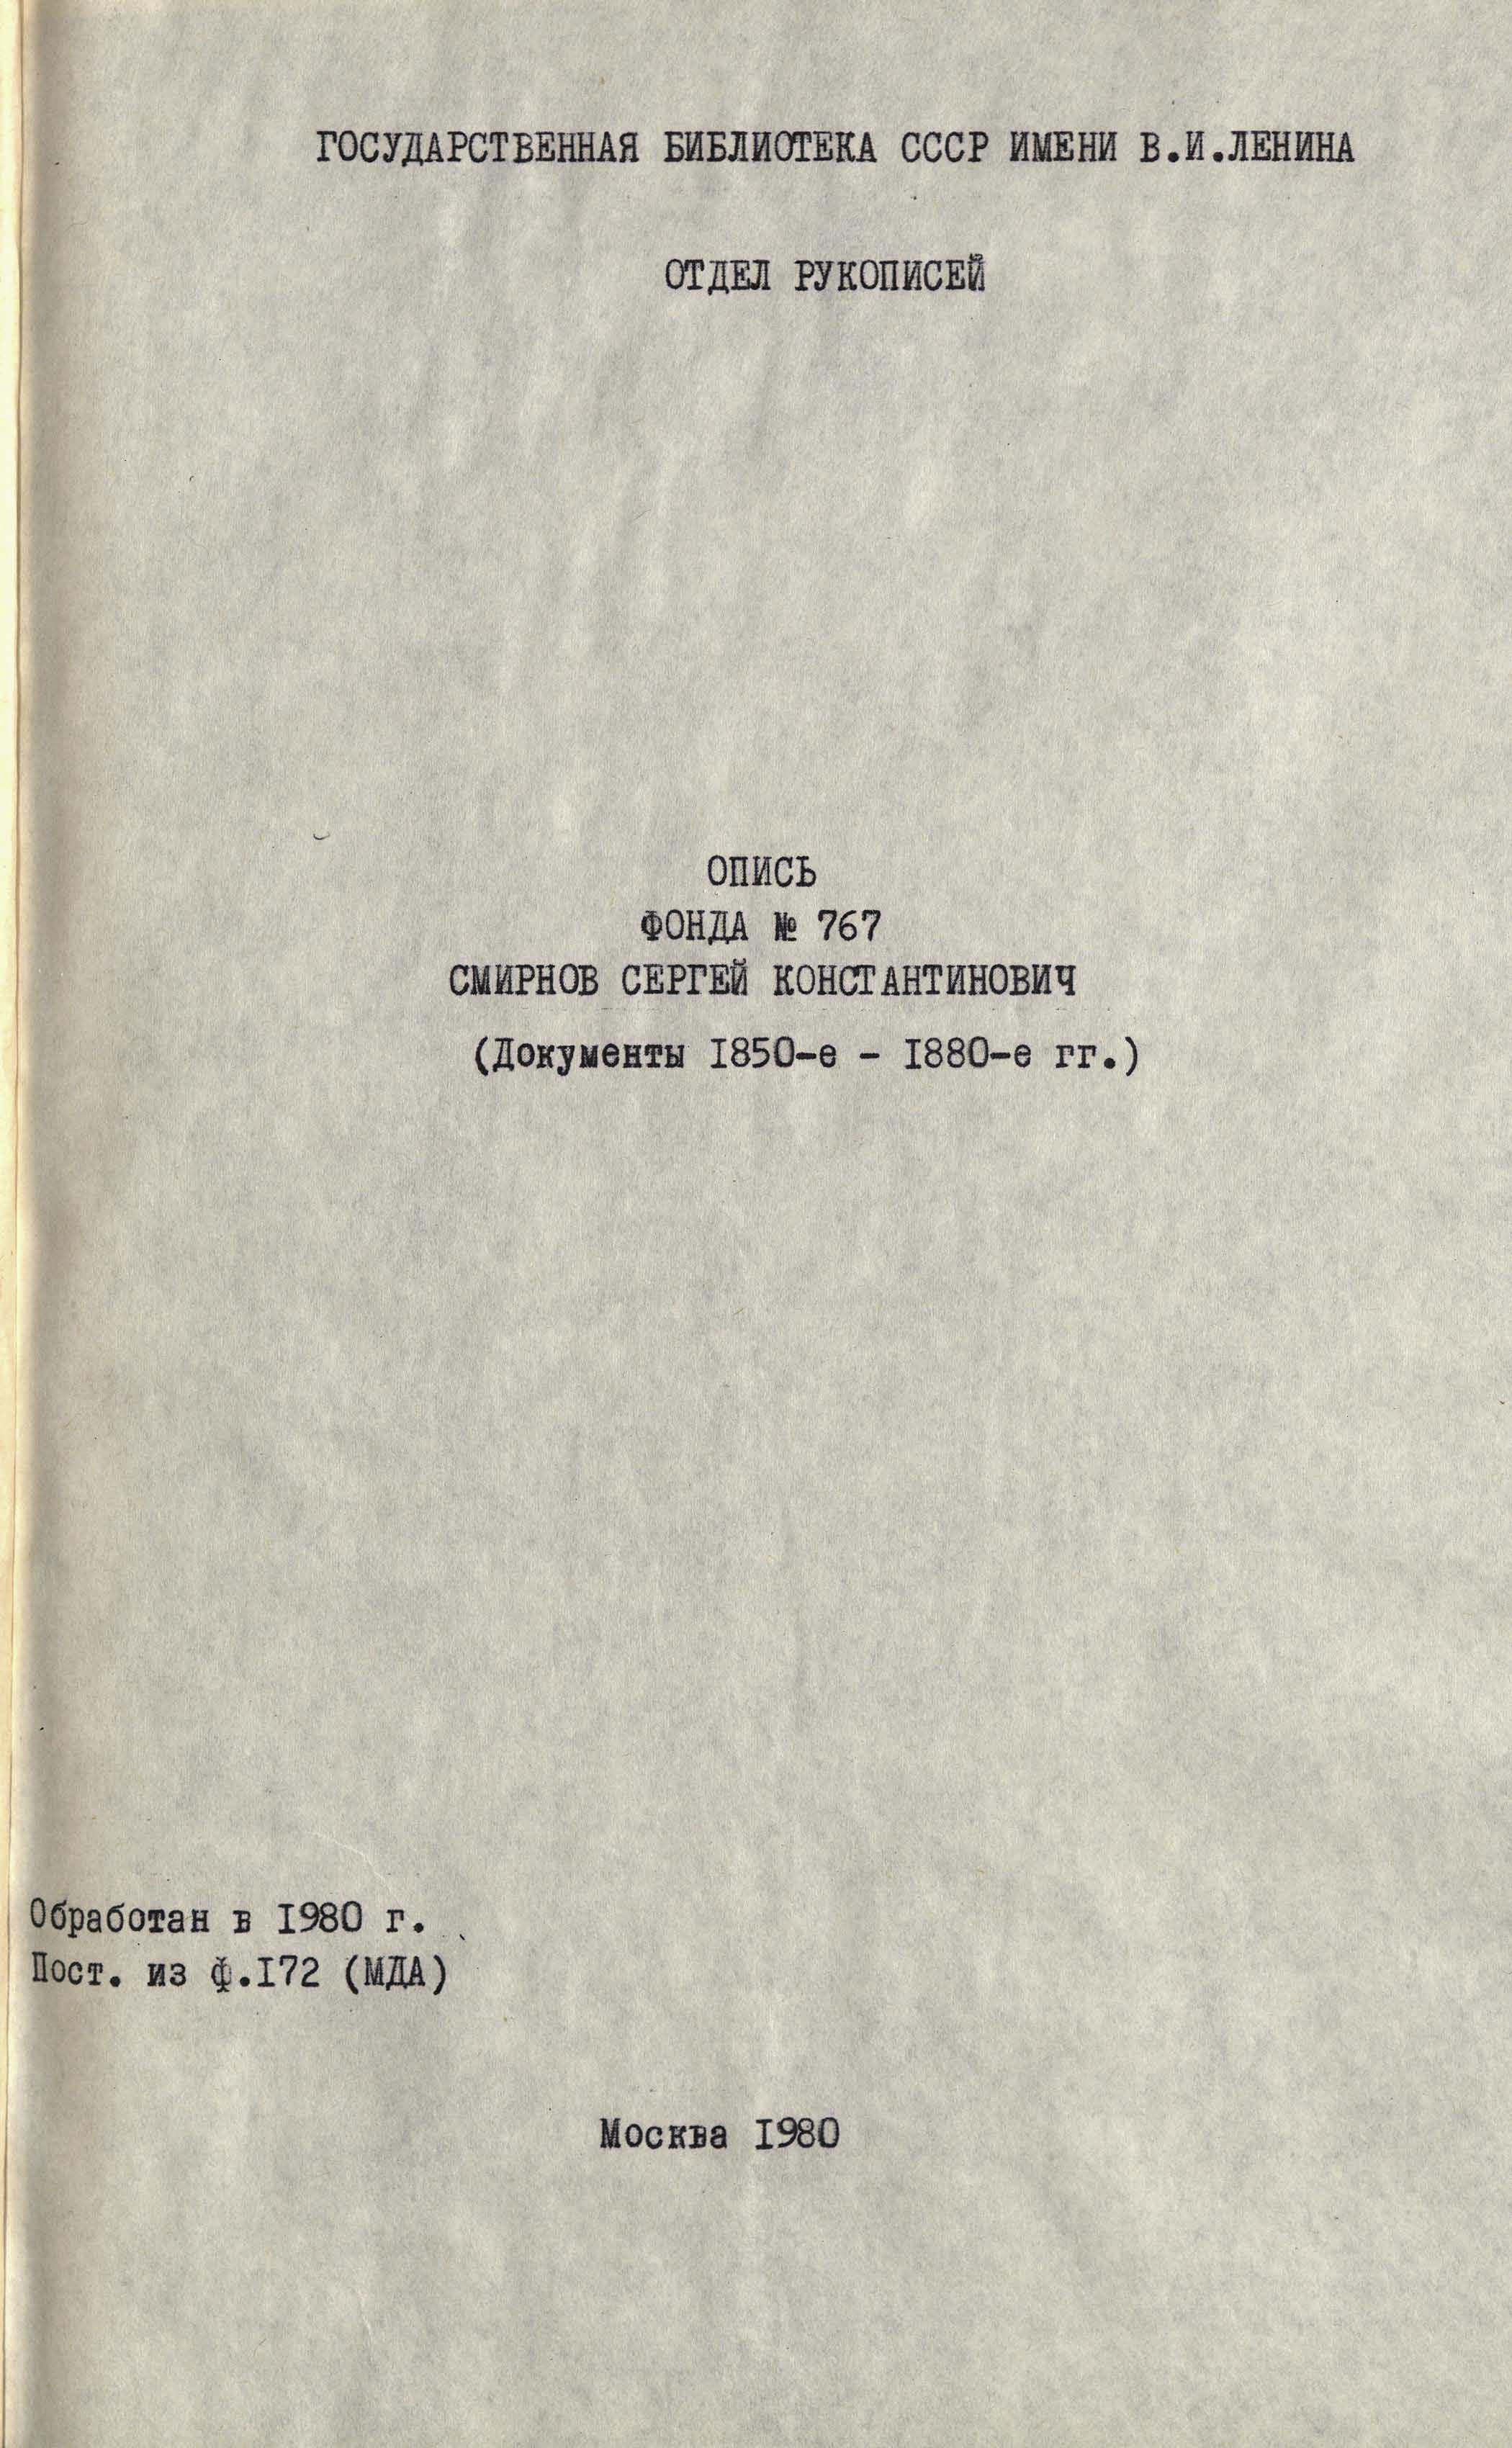 ГОСУДАРСТВЕННАЯ БИБЛИОТЕКА СССР ИМЕНИ В.И.ЛЕНИНА
ОТДЕЛ РУКОПИСЕЙ
ОПИСЬ
ФОНДА № 767
СМИРНОВ СЕРГЕЙ КОНСТАНТИНОВИЧ
(Документы 1850-е - 1880-е гг.)
Обработан в 1980 г.
Пост. из ф.172 (МДА)
Москва 1980